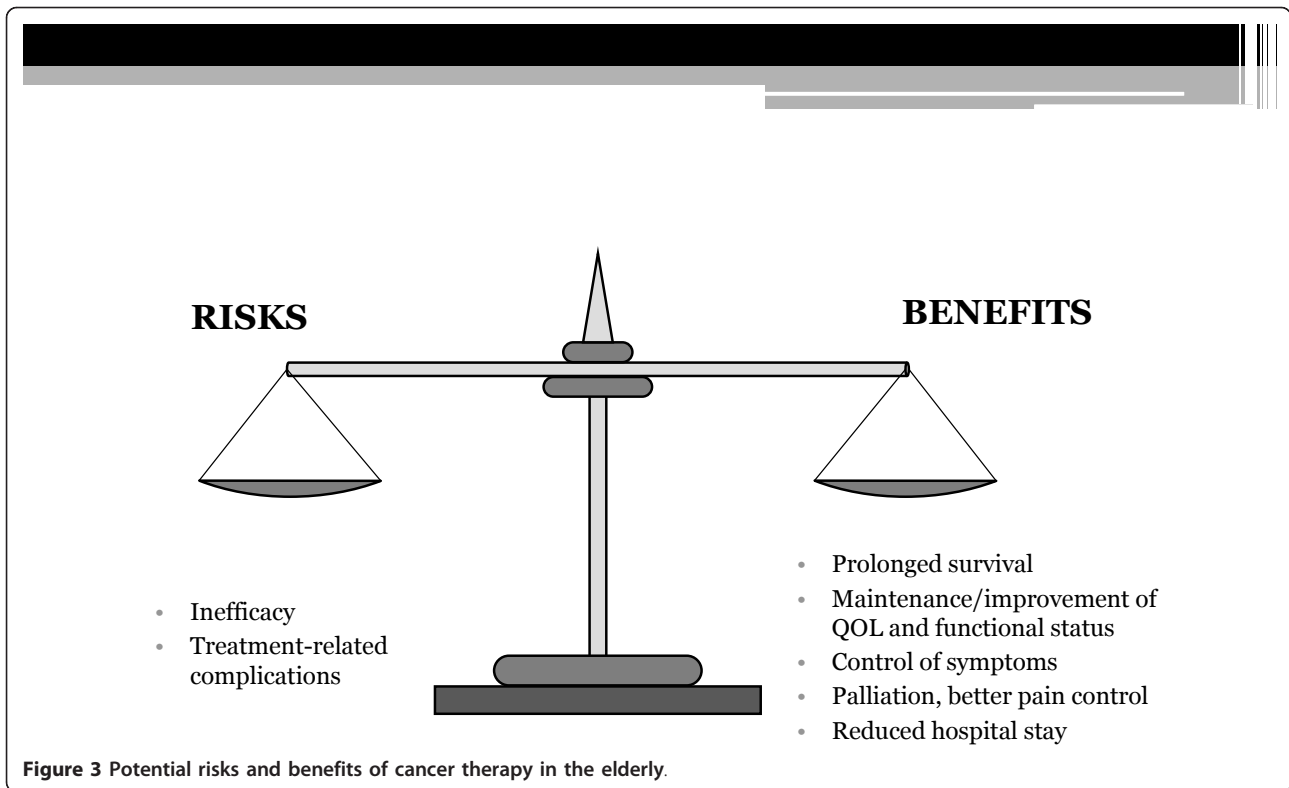 RISKS
BENEFITS
• Inefficacy
• Treatment-related
complications
• Prolonged survival
• Maintenance/improvement of
QOL and functional status
• Control of symptoms
• Palliation, better pain control
• Reduced hospital stay
Figure 3 Potential risks and benefits of cancer therapy in the elderly.